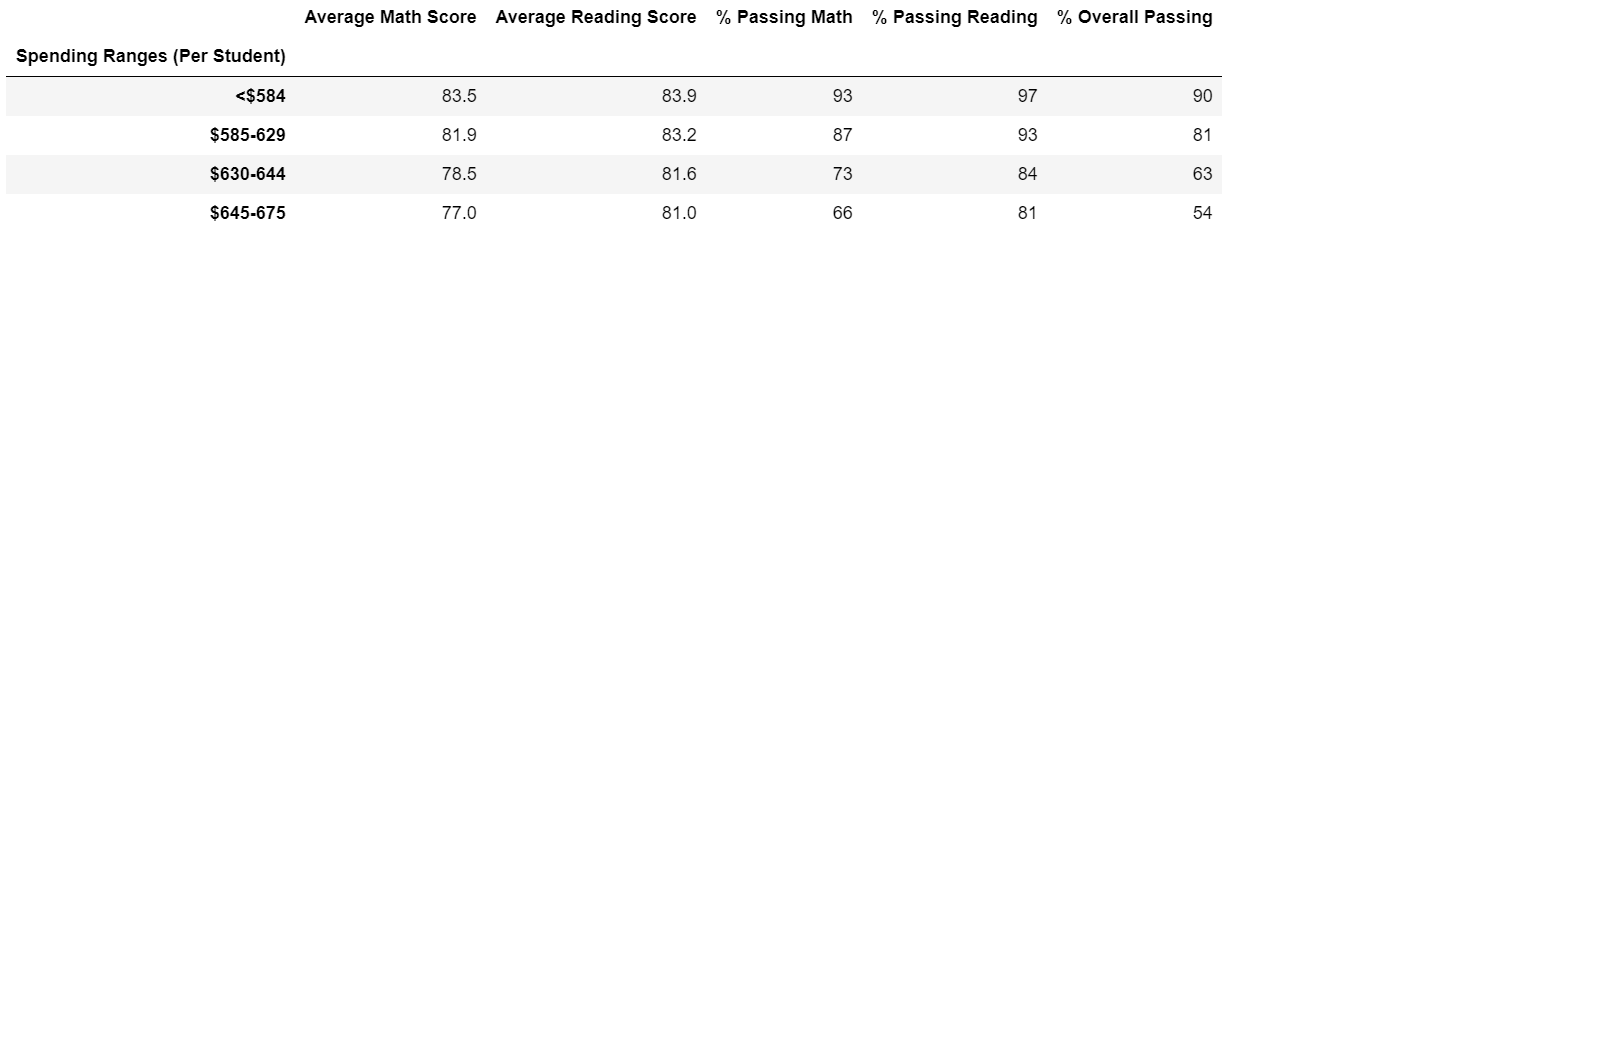 Average Math Score Average Reading Score % Passing Math % Passing Reading % Overall Passing
Spending Ranges (Per Student)
<$584 83.5 83.9 93 97 90
$585-629 81.9 83.2 87 93 81
$630-644 78.5 81.6 73 84 63
$645-675 77.0 81.0 66 81 54